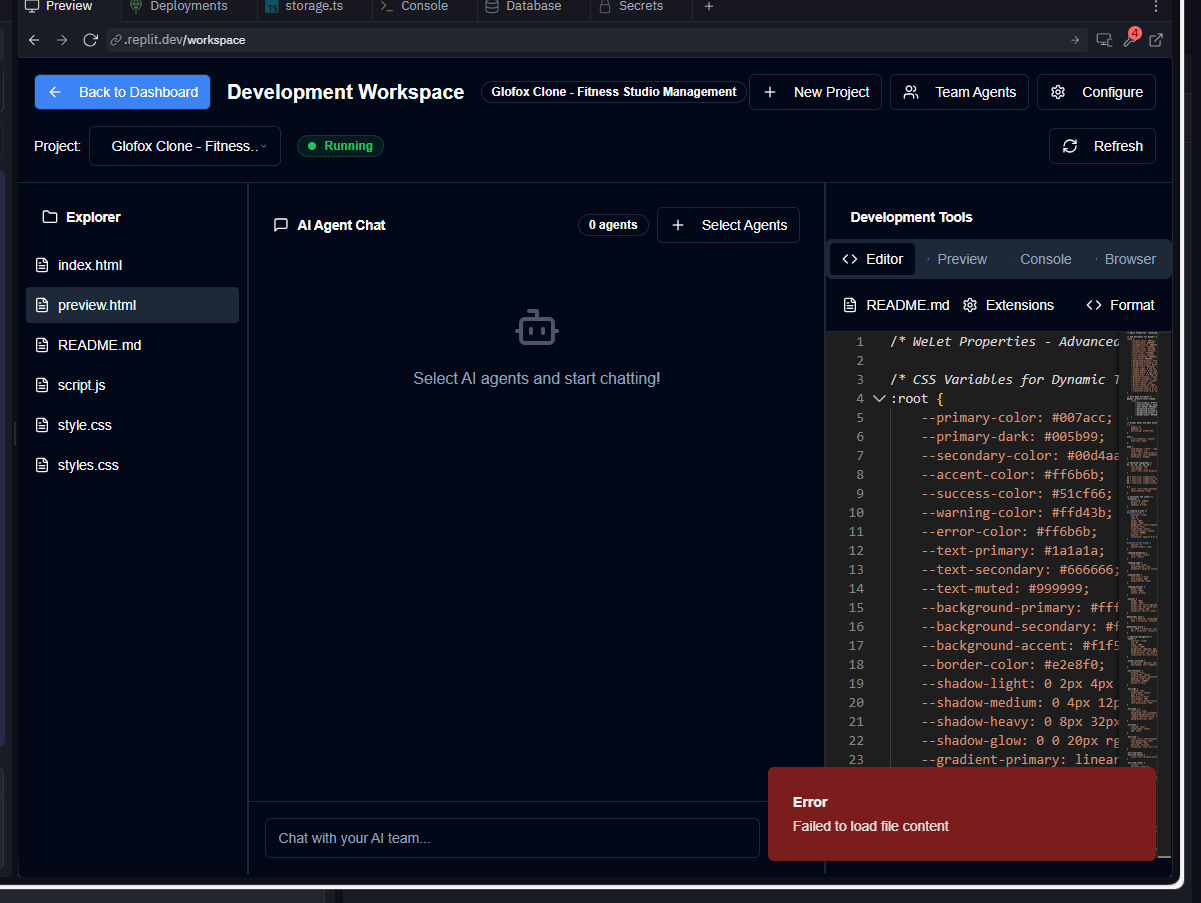 Preview
Deployments
TS storage.ts
Console
Database
Secrets
.replit.dev/workspace
4
Back to Dashboard
Development Workspace
Glofox Clone - Fitness Studio Management
New Project
Team Agents
Configure
Project:
Glofox Clone - Fitness..
Running
Refresh
Explorer
index.html
preview.html
README.md
script.js
style.css
styles.css
AI Agent Chat
0 agents
Select Agents
Select AI agents and start chatting!
Chat with your AI team...
Development Tools
Editor
Preview
Console
Browser
README.md
Extensions
Format
1 /* WeLet Properties - Advanced
2
3 /* CSS Variables for Dynamic T
4 :root {
5 --primary-color: #007acc;
6 --primary-dark: #005b99;
7 --secondary-color: #00d4aa
8 --accent-color: #ff6b6b;
9 --success-color: #51cf66;
10 --warning-color: #ffd43b;
11 --error-color: #ff6b6b;
12 --text-primary: #1a1a1a;
13 --text-secondary: #666666;
14 --text-muted: #999999;
15 --background-primary: #fff
16 --background-secondary: #f
17 --background-accent: #f1f5
18 --border-color: #e2e8f0;
19 --shadow-light: 0 2px 4px
20 --shadow-medium: 0 4px 12p
21 --shadow-heavy: 0 8px 32px
22 --shadow-glow: 0 0 20px rg
23 --gradient-primary: linear
Error
Failed to load file content